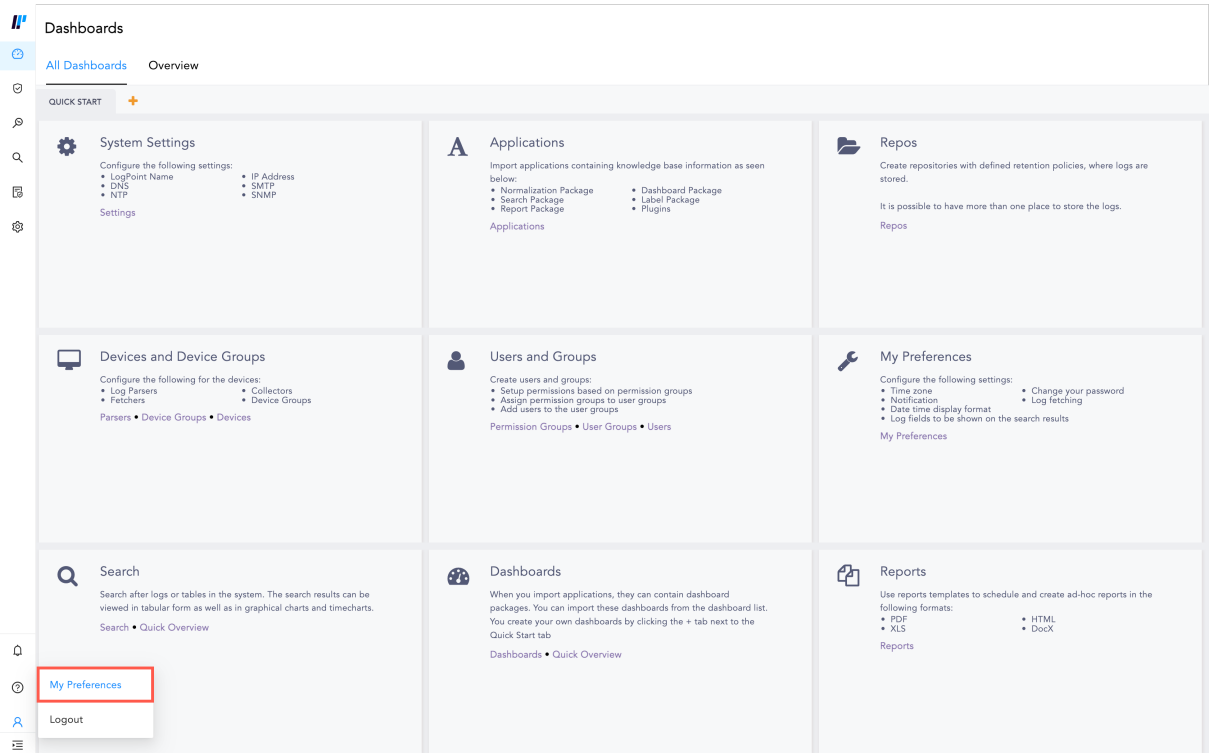 Dashboards
All Dashboards
Overview
QUICK START
System Settings
Configure the following settings:
• LogPoint Name
• DNS
• NTP
• IP Address
• SMTP
• SNMP
Settings
Applications
Import applications containing knowledge base information as seen
below:
• Normalization Package
• Search Package
• Report Package
• Dashboard Package
• Label Package
• Plugins
Applications
Repos
Create repositories with defined retention policies, where logs are
stored.
It is possible to have more than one place to store the logs.
Repos
Devices and Device Groups
Configure the following for the devices:
• Log Parsers
• Fetchers
• Collectors
• Device Groups
Parsers • Device Groups • Devices
Users and Groups
Create users and groups:
• Setup permissions based on permission groups
• Assign permission groups to user groups
• Add users to the user groups
Permission Groups • User Groups • Users
My Preferences
Configure the following settings:
• Time zone
• Notification
• Date time display format
• Log fields to be shown on the search results
• Change your password
• Log fetching
My Preferences
Search
Search after logs or tables in the system. The search results can be
viewed in tabular form as well as in graphical charts and timecharts.
Search • Quick Overview
Dashboards
When you import applications, they can contain dashboard
packages. You can import these dashboards from the dashboard list.
You create your own dashboards by clicking the + tab next to the
Quick Start tab
Dashboards • Quick Overview
Reports
Use reports templates to schedule and create ad-hoc reports in the
following formats:
• PDF
• XLS
• HTML
• DocX
Reports
My Preferences
Logout